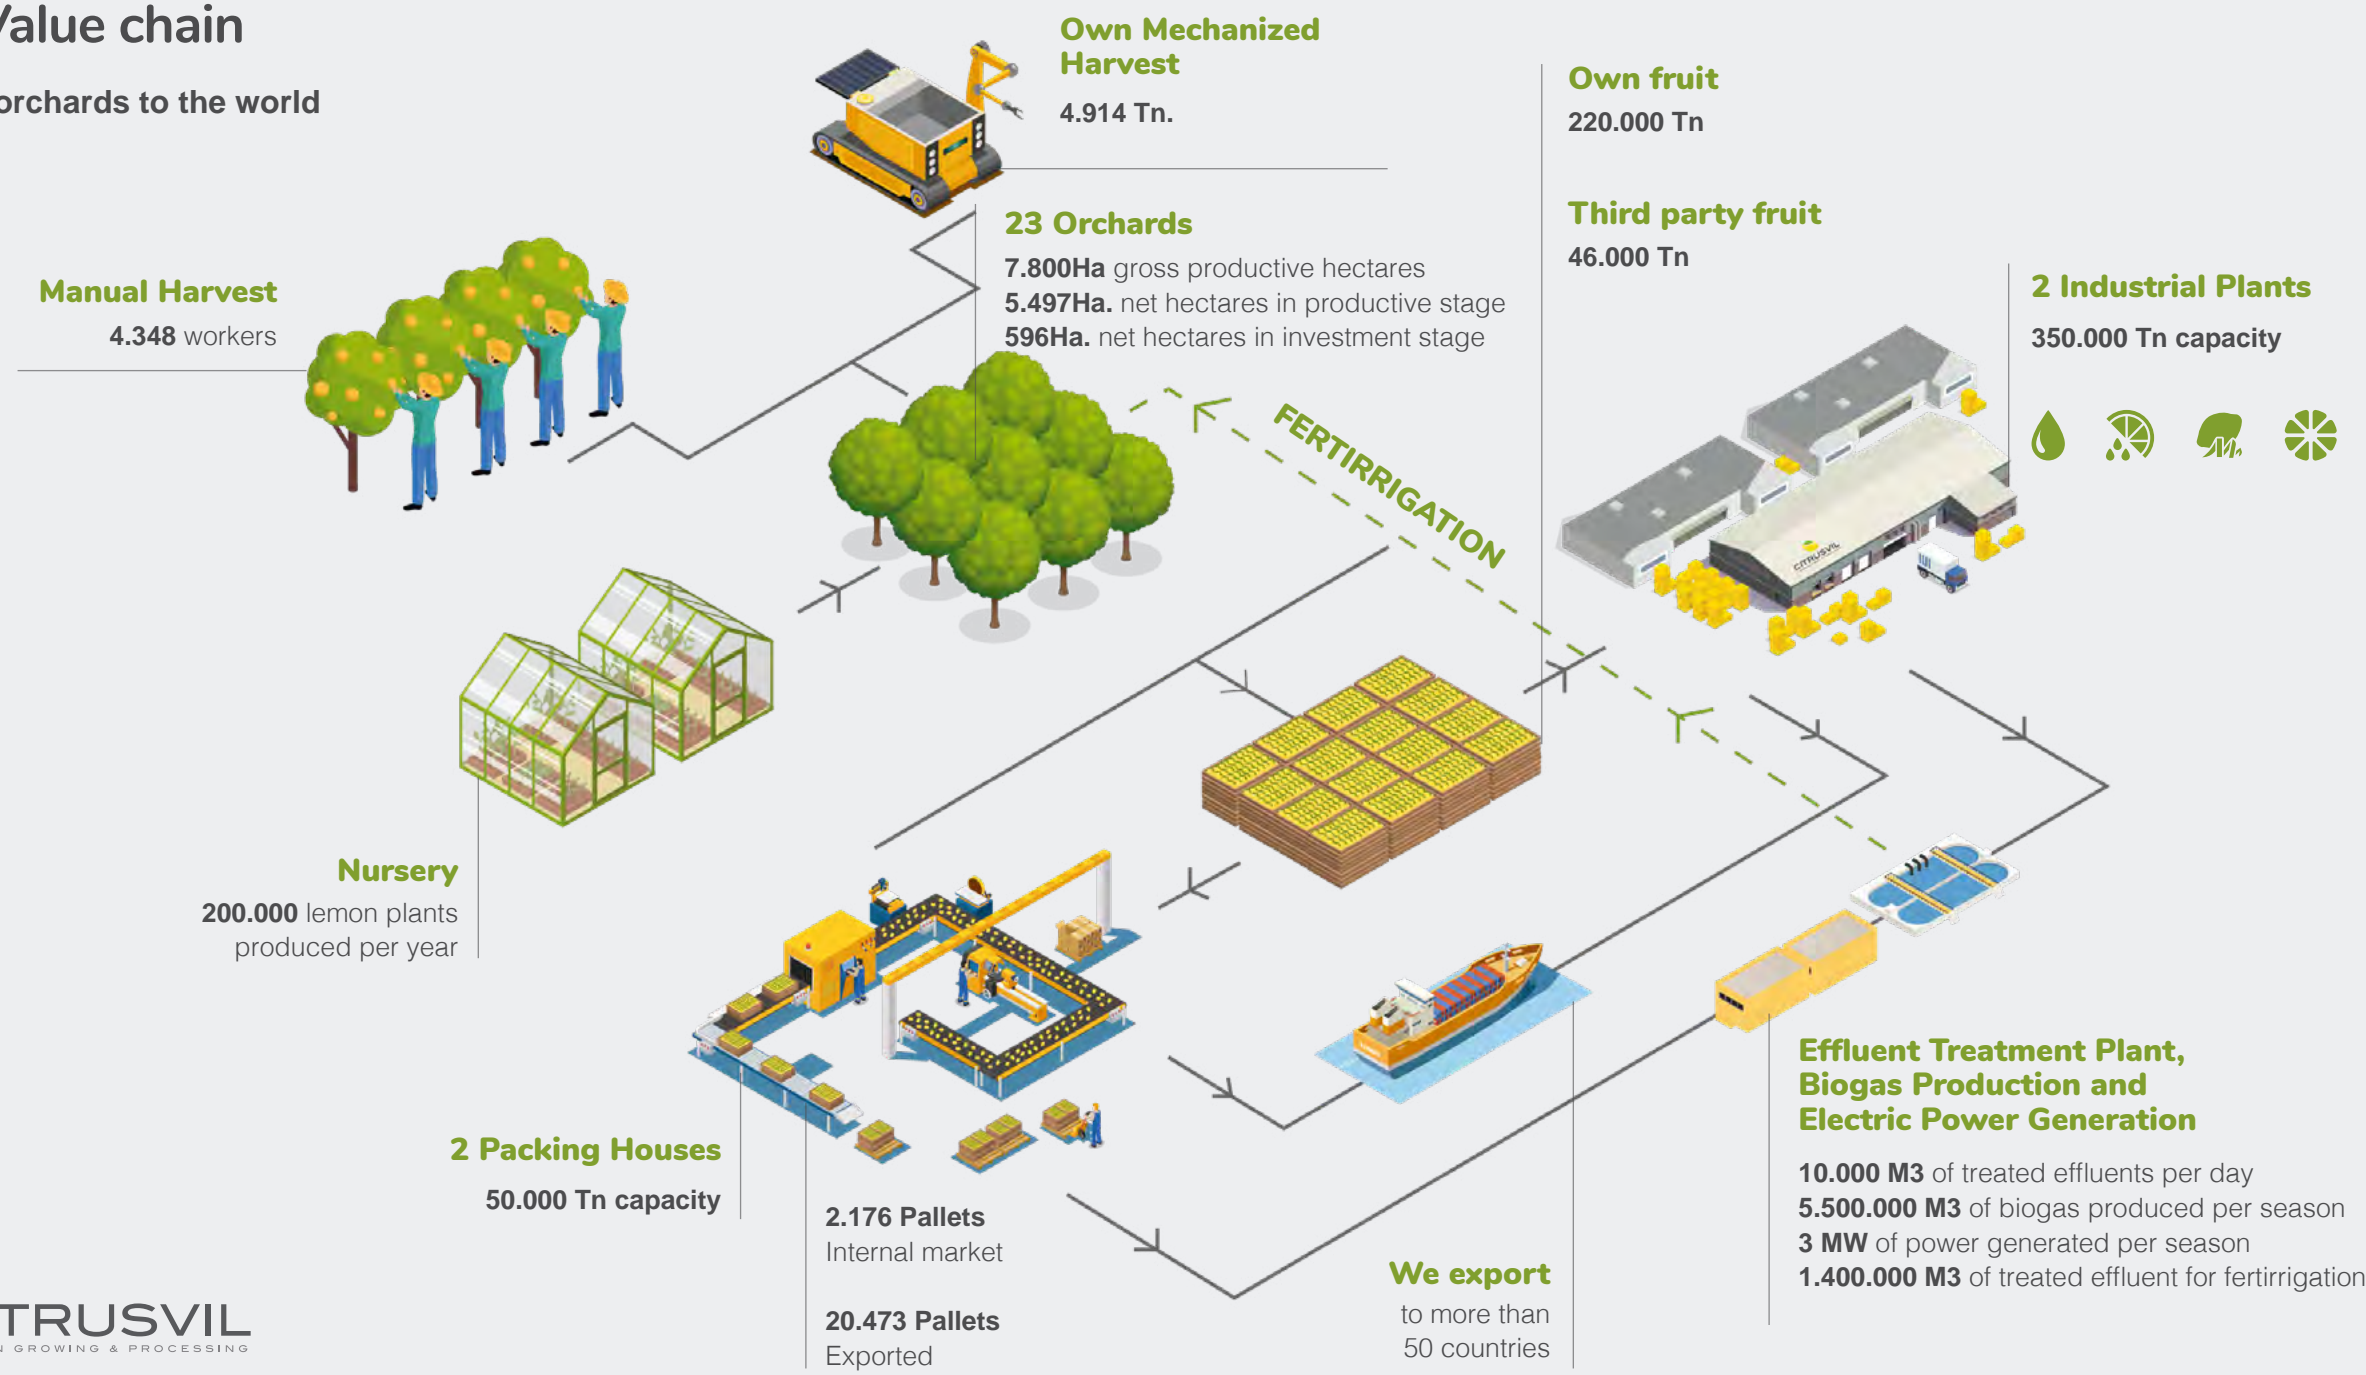 Value chain
orchards to the world
Own Mechanized
Harvest
4.914 Tn.
Own fruit
220.000 Tn
Third party fruit
46.000 Tn
23 Orchards
7.800Ha gross productive hectares
5.497Ha. net hectares in productive stage
596Ha. net hectares in investment stage
Manual Harvest
4.348 workers
2 Industrial Plants
350.000 Tn capacity
FERTIRRIGATION
CITRUSVIL
Nursery
200.000 lemon plants
produced per year
2 Packing Houses
50.000 Tn capacity
2.176 Pallets
Internal market
20.473 Pallets
Exported
We export
to more than
50 countries
Effluent Treatment Plant,
Biogas Production and
Electric Power Generation
10.000 M3 of treated effluents per day
5.500.000 M3 of biogas produced per season
3 MW of power generated per season
1.400.000 M3 of treated effluent for fertirrigation
TRUSVIL
N GROWING & PROCESSING